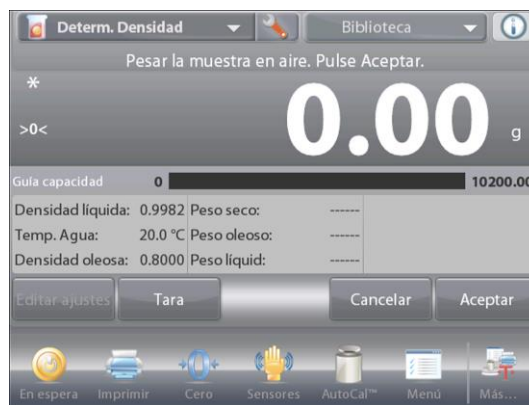 Determ. Densidad
Biblioteca
Pesar la muestra en aire. Pulse Aceptar.
*
>0<
0.00 g
Guía capacidad 0 10200.00
Densidad líquida: 0.9982 Peso seco: ------
Temp. Agua: 20.0 °C Peso oleoso: ------
Densidad oleosa: 0.8000 Peso líquid: ------
Editar ajustes Tara Cancelar Aceptar
En espera Imprimir Cero Sensores AutoCal™ Menú Más...